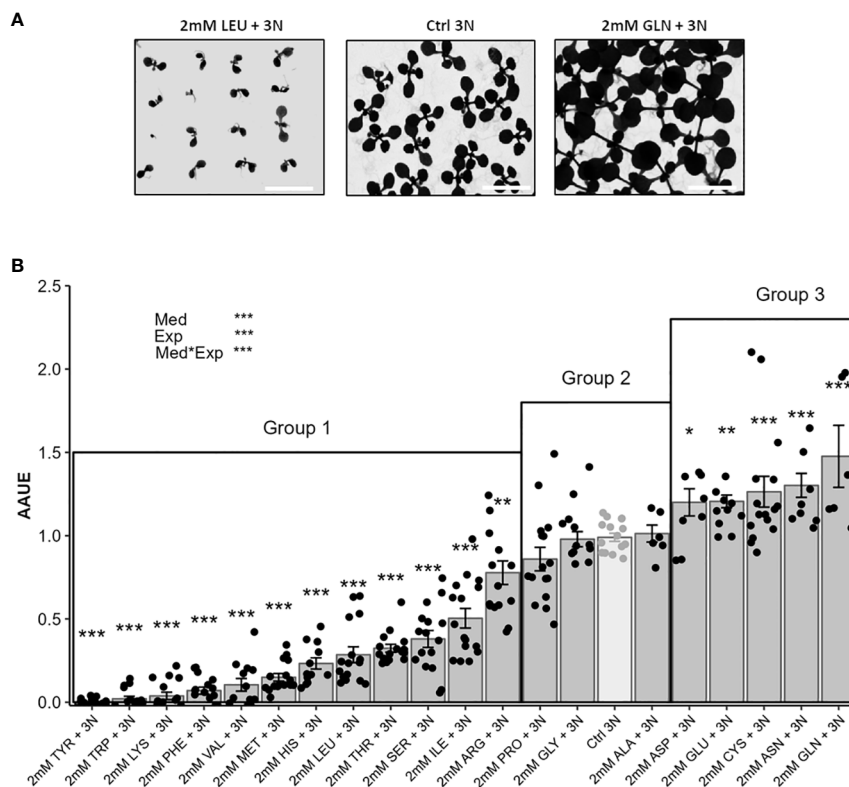 A
2mM LEU + 3N
Ctrl 3N
2mM GLN + 3N
B
2.5
2.0
1.5
1.0
0.5
0.0
AAUE
Med ***
Exp ***
Med*Exp ***
Group 1
Group 2
Group 3
***
***
***
***
***
***
***
***
***
***
***
**
*
**
***
***
***
2mM TYR + 3N
2mM TRP + 3N
2mM LYS + 3N
2mM PHE + 3N
2mM VAL + 3N
2mM MET + 3N
2mM HIS + 3N
2mM LEU + 3N
2mM THR + 3N
2mM SER + 3N
2mM ILE + 3N
2mM ARG + 3N
2mM PRO + 3N
2mM GLY + 3N
Ctrl 3N
2mM ALA + 3N
2mM ASP + 3N
2mM GLU + 3N
2mM CYS + 3N
2mM ASN + 3N
2mM GLN + 3N